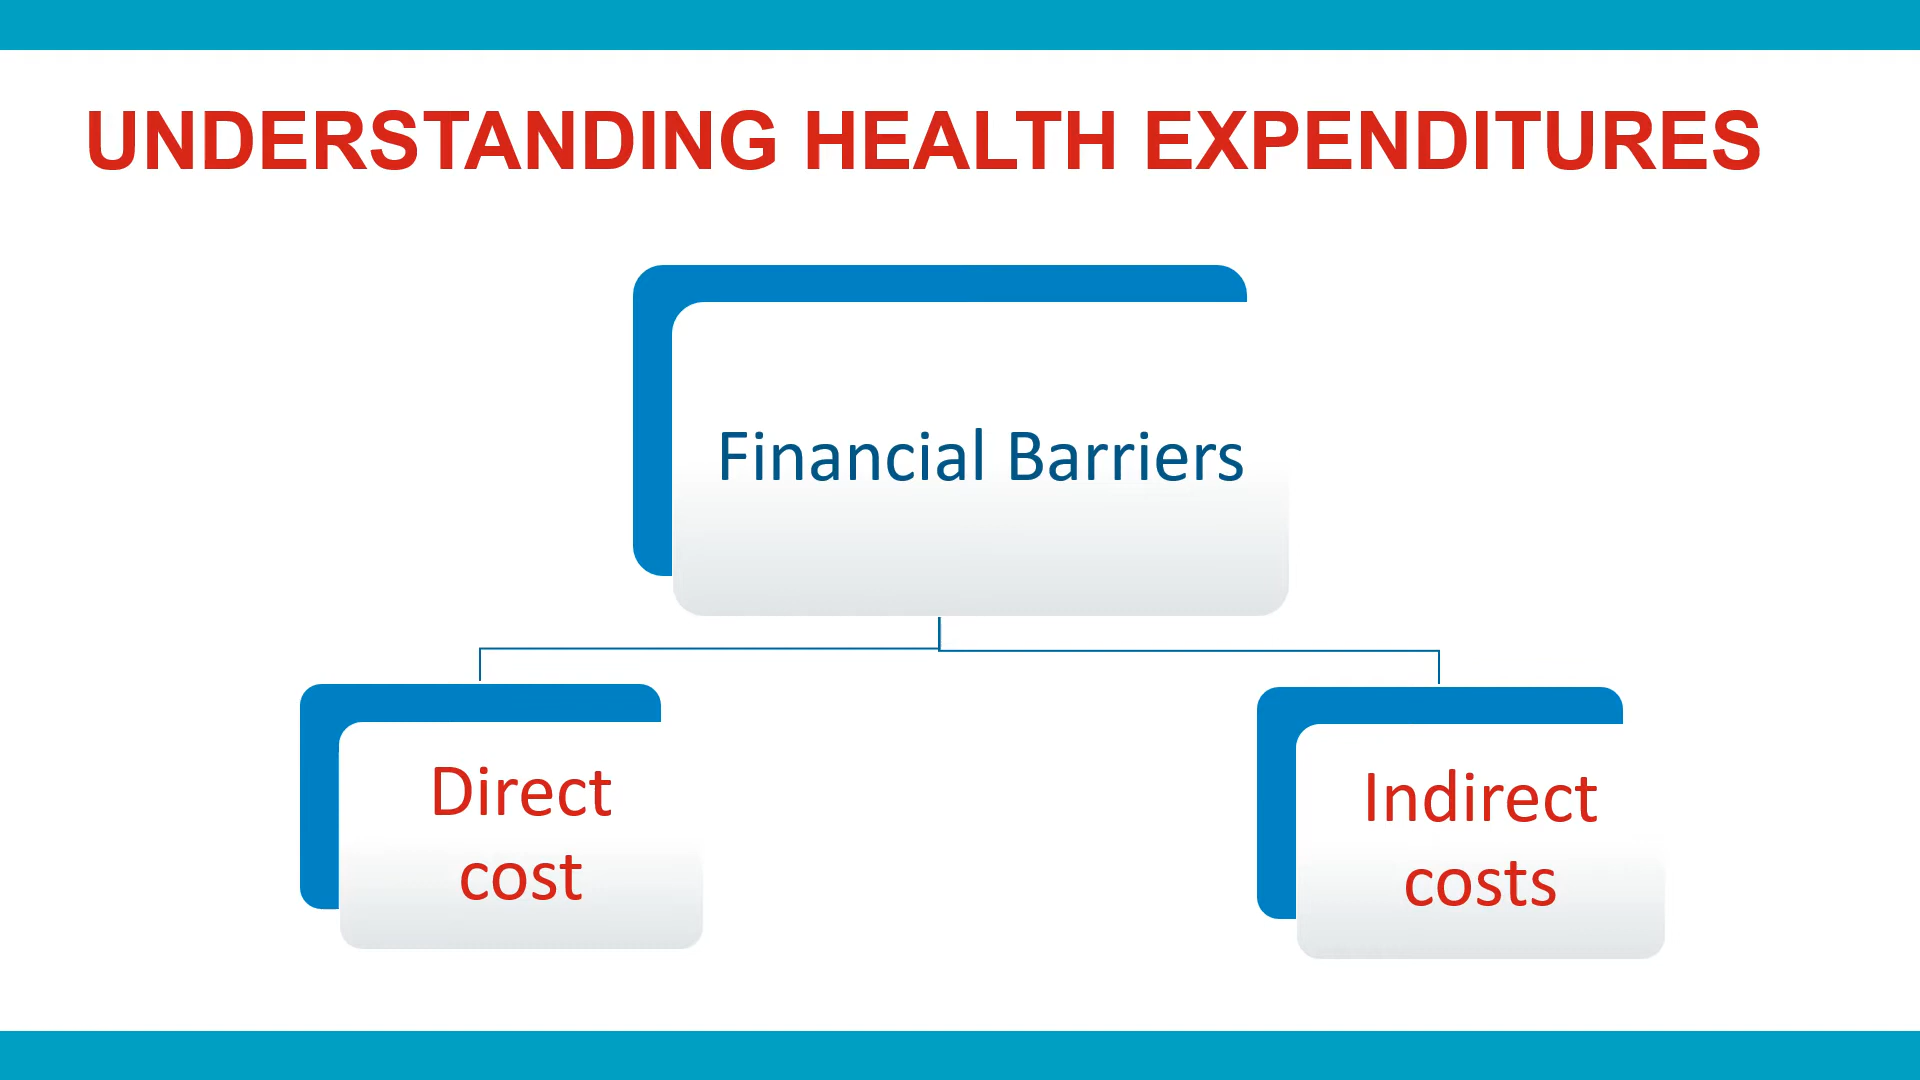 UNDERSTANDING HEALTH EXPENDITURES
Financial Barriers
Direct
cost
Indirect
costs